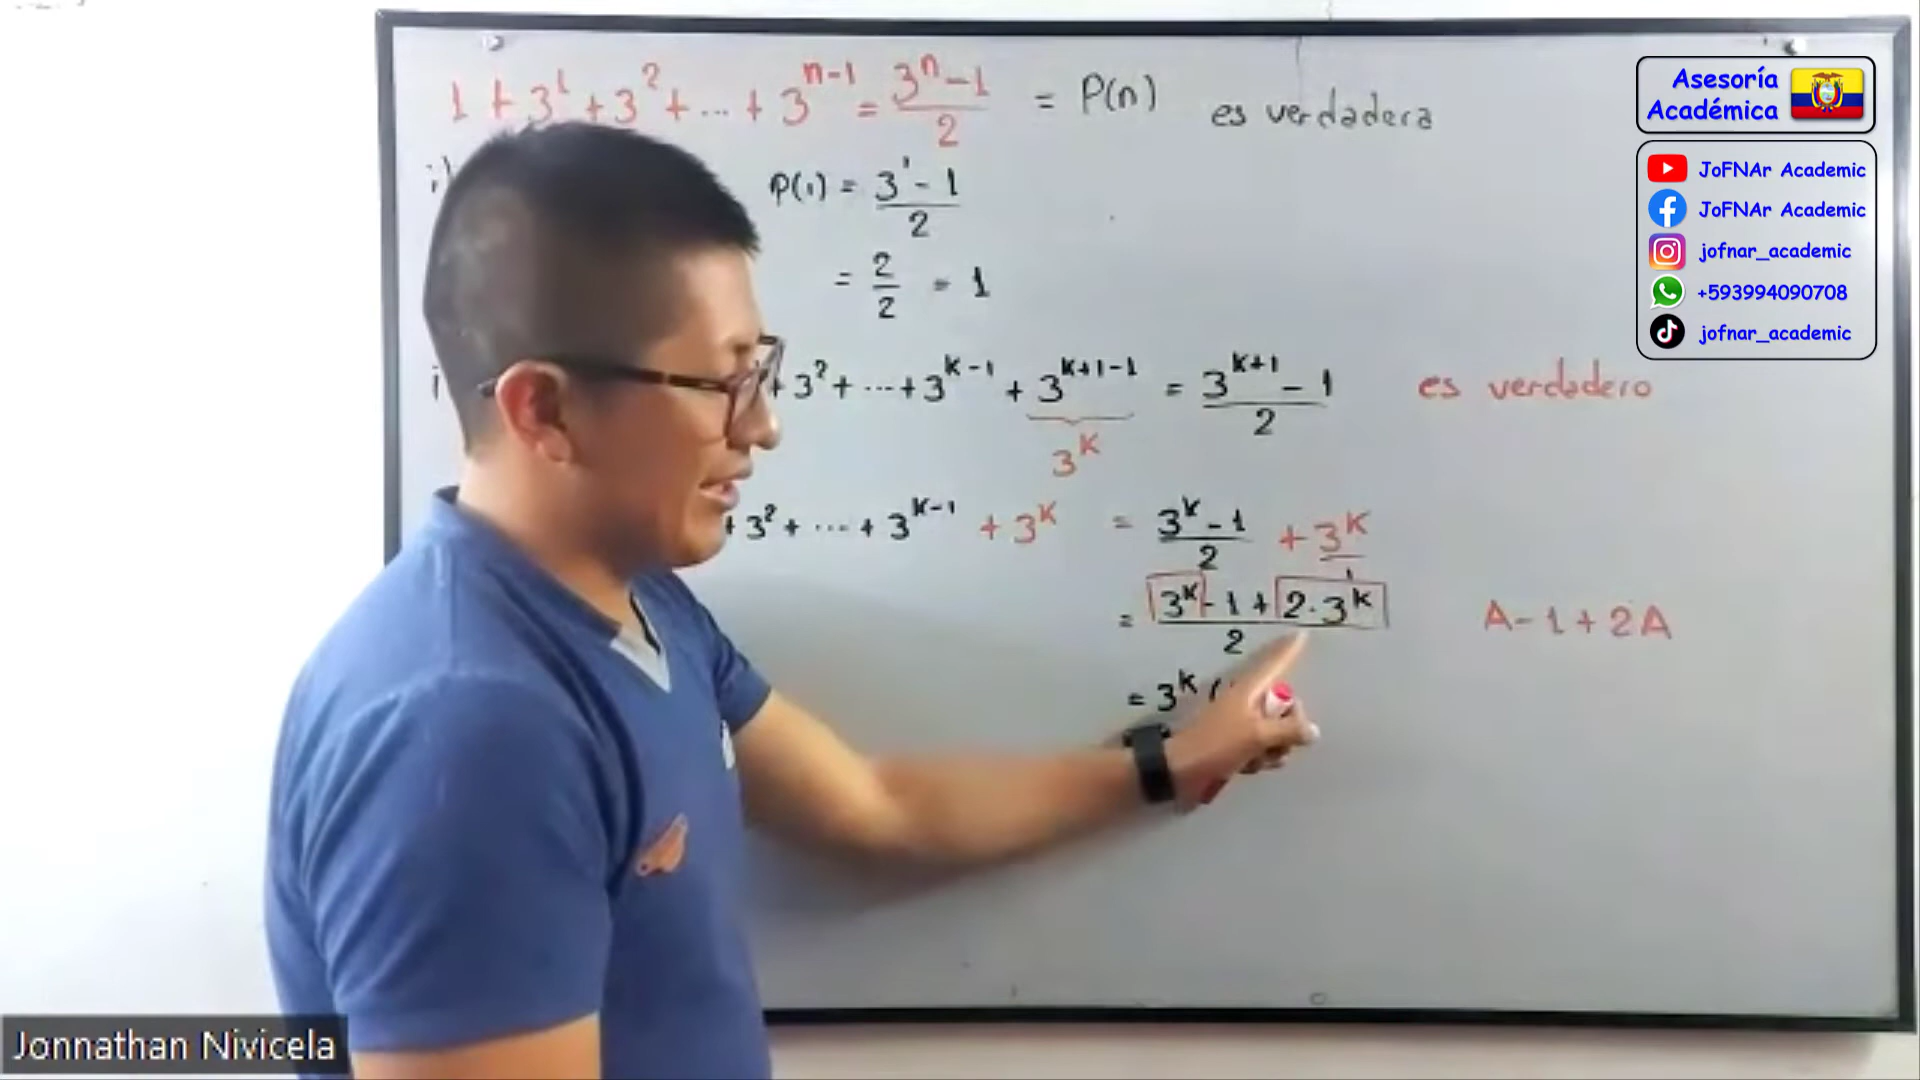 1 + 3¹ + 3² + ... + 3ⁿ⁻¹ = (3ⁿ - 1)/2 = P(n) es verdadera
i)
P(1) = (3¹ - 1)/2
= 2/2 = 1
+ 3² + ... + 3ᵏ⁻¹ + 3ᵏ⁺¹⁻¹ = (3ᵏ⁺¹ - 1)/2 es verdadero
3ᵏ
+ 3² + ... + 3ᵏ⁻¹ + 3ᵏ = (3ᵏ - 1)/2 + 3ᵏ/1
= (3ᵏ - 1 + 2·3ᵏ)/2 A - 1 + 2A
= 3ᵏ (
Asesoría
Académica
JoFNAr Academic
JoFNAr Academic
jofnar_academic
+593994090708
jofnar_academic
Jonnathan Nivicela